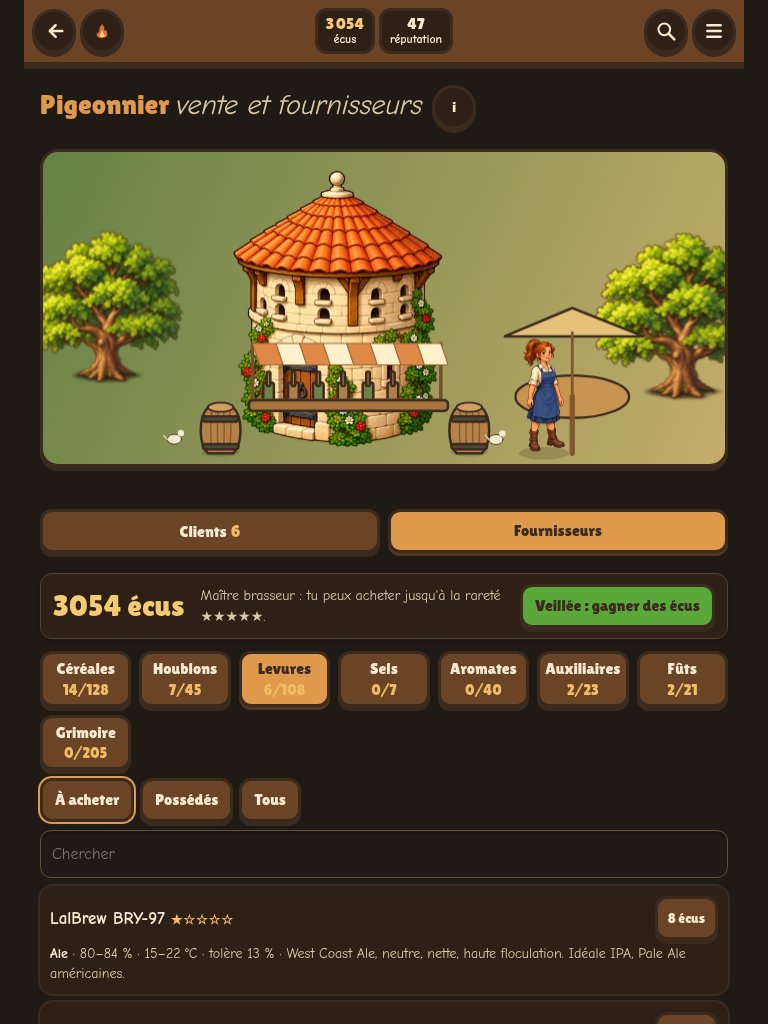 3 054
écus
47
réputation
Pigeonnier vente et fournisseurs
i
Clients 6
Fournisseurs
3054 écus
Maître brasseur : tu peux acheter jusqu'à la rareté
★★★★★.
Veillée : gagner des écus
Céréales
14/128
Houblons
7/45
Levures
6/108
Sels
0/7
Aromates
0/40
Auxiliaires
2/23
Fûts
2/21
Grimoire
0/205
À acheter
Possédés
Tous
Chercher
LalBrew BRY-97 ★☆☆☆☆
8 écus
Ale · 80–84 % · 15–22 °C · tolère 13 % · West Coast Ale, neutre, nette, haute floculation. Idéale IPA, Pale Ale
américaines.